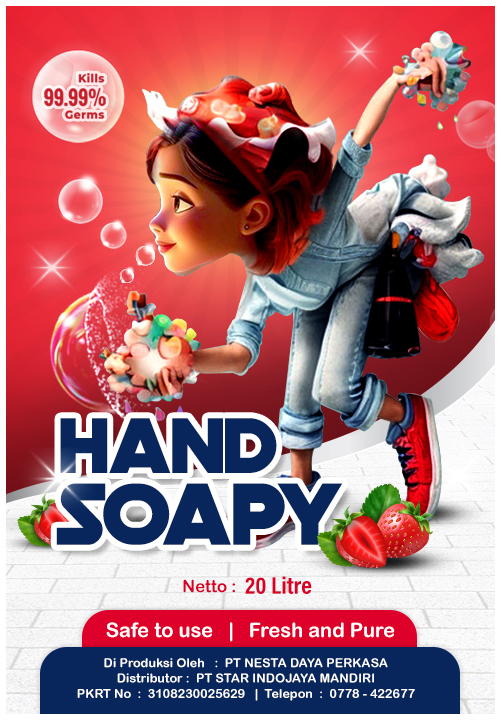 Kills
99.99%
Germs
HAND
SOAPY
Netto : 20 Litre
Safe to use | Fresh and Pure
Di Produksi Oleh : PT NESTA DAYA PERKASA
Distributor : PT STAR INDOJAYA MANDIRI
PKRT No : 3108230025629 | Telepon : 0778 - 422677